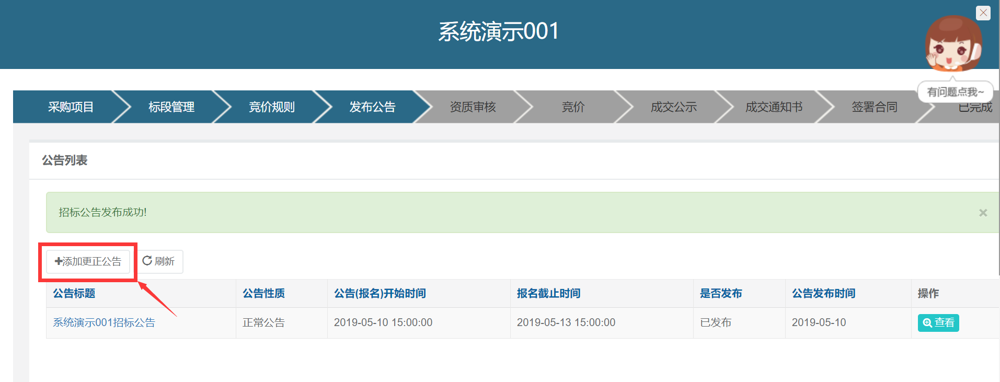 系统演示001
有问题点我~
采购项目 标段管理 竞价规则 发布公告 资质审核 竞价 成交公示 成交通知书 签署合同 已完成
公告列表
招标公告发布成功!
添加更正公告 刷新
公告标题 公告性质 公告(报名)开始时间 报名截止时间 是否发布 公告发布时间 操作
系统演示001招标公告 正常公告 2019-05-10 15:00:00 2019-05-13 15:00:00 已发布 2019-05-10 查看